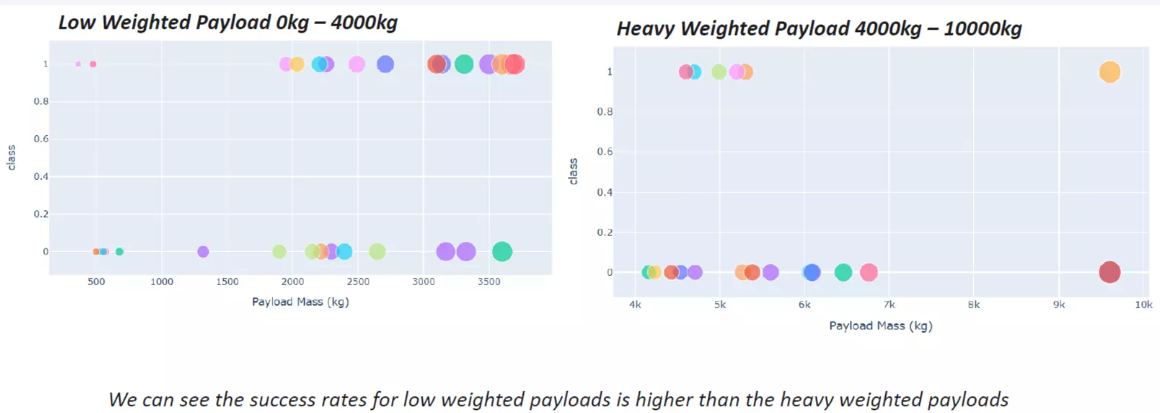 Low Weighted Payload 0kg – 4000kg
Heavy Weighted Payload 4000kg – 10000kg
1
0.8
0.6
0.4
0.2
0
class
500
1000
1500
2000
2500
3000
3500
Payload Mass (kg)
1
0.8
0.6
0.4
0.2
0
class
4k
5k
6k
7k
8k
9k
10k
Payload Mass (kg)
We can see the success rates for low weighted payloads is higher than the heavy weighted payloads